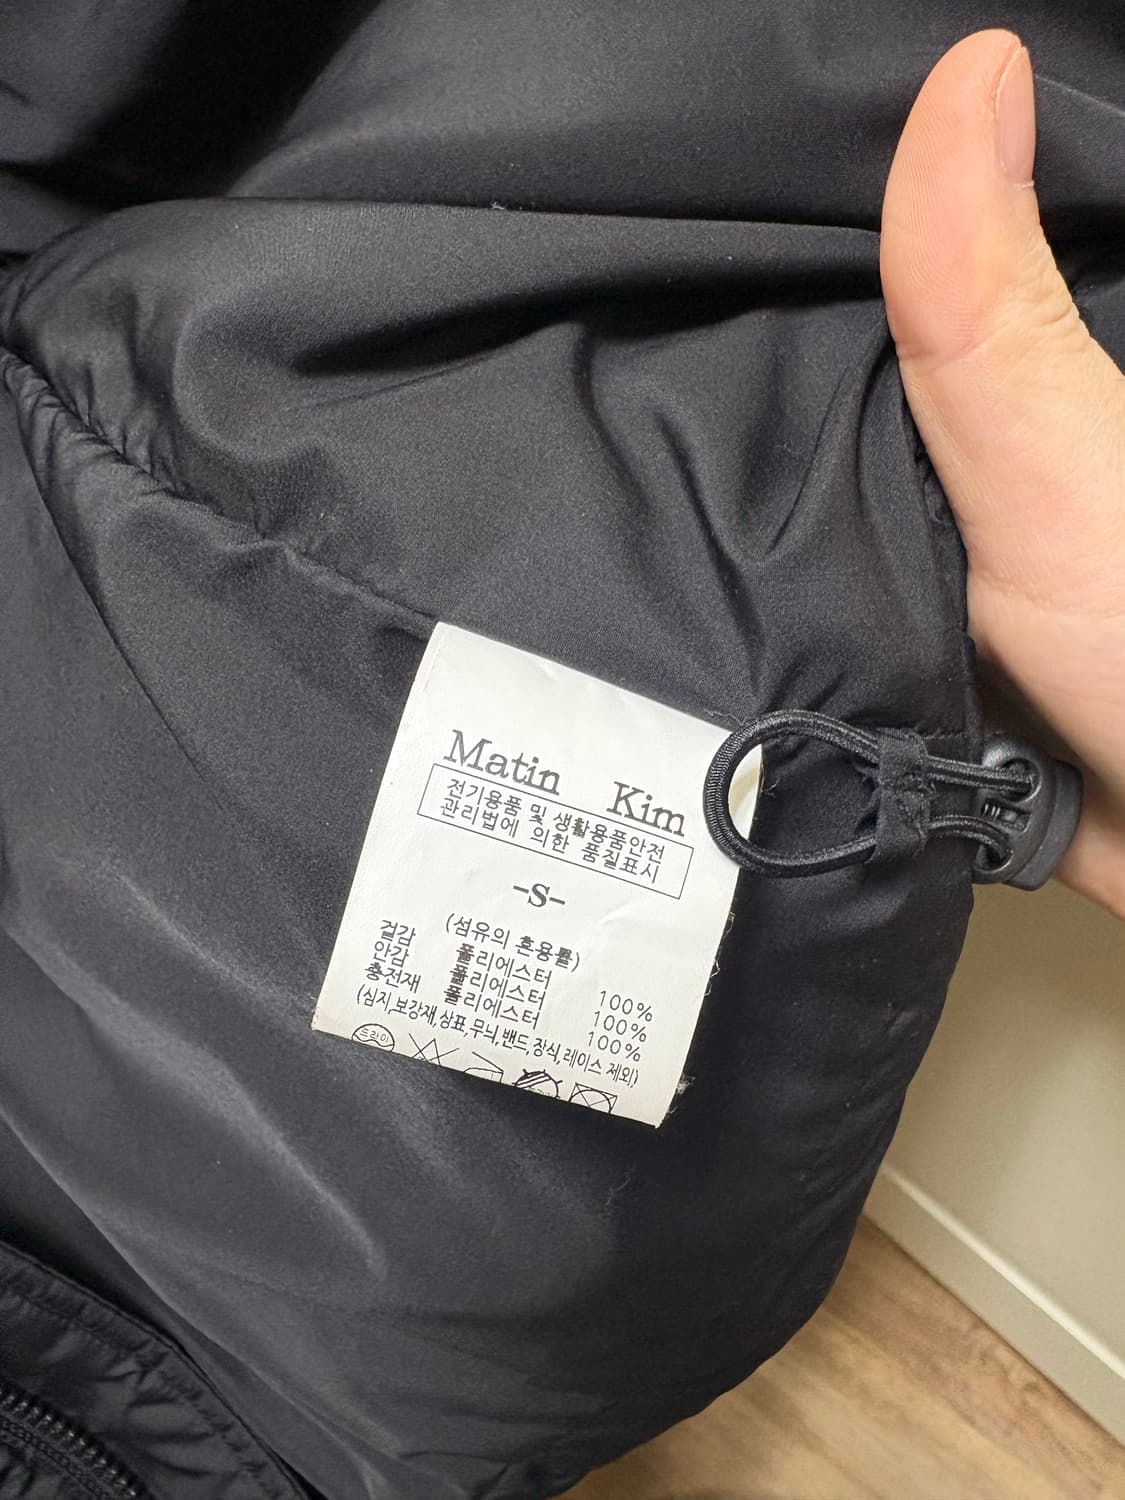 Matin Kim
전기용품 및 생활용품안전
관리법에 의한 품질표시
-S-
(섬유의 혼용률)
겉감 폴리에스터 100%
안감 폴리에스터 100%
충전재 폴리에스터 100%
(심지,보강재,상표,무늬,밴드,장식,레이스 제외)
드라이